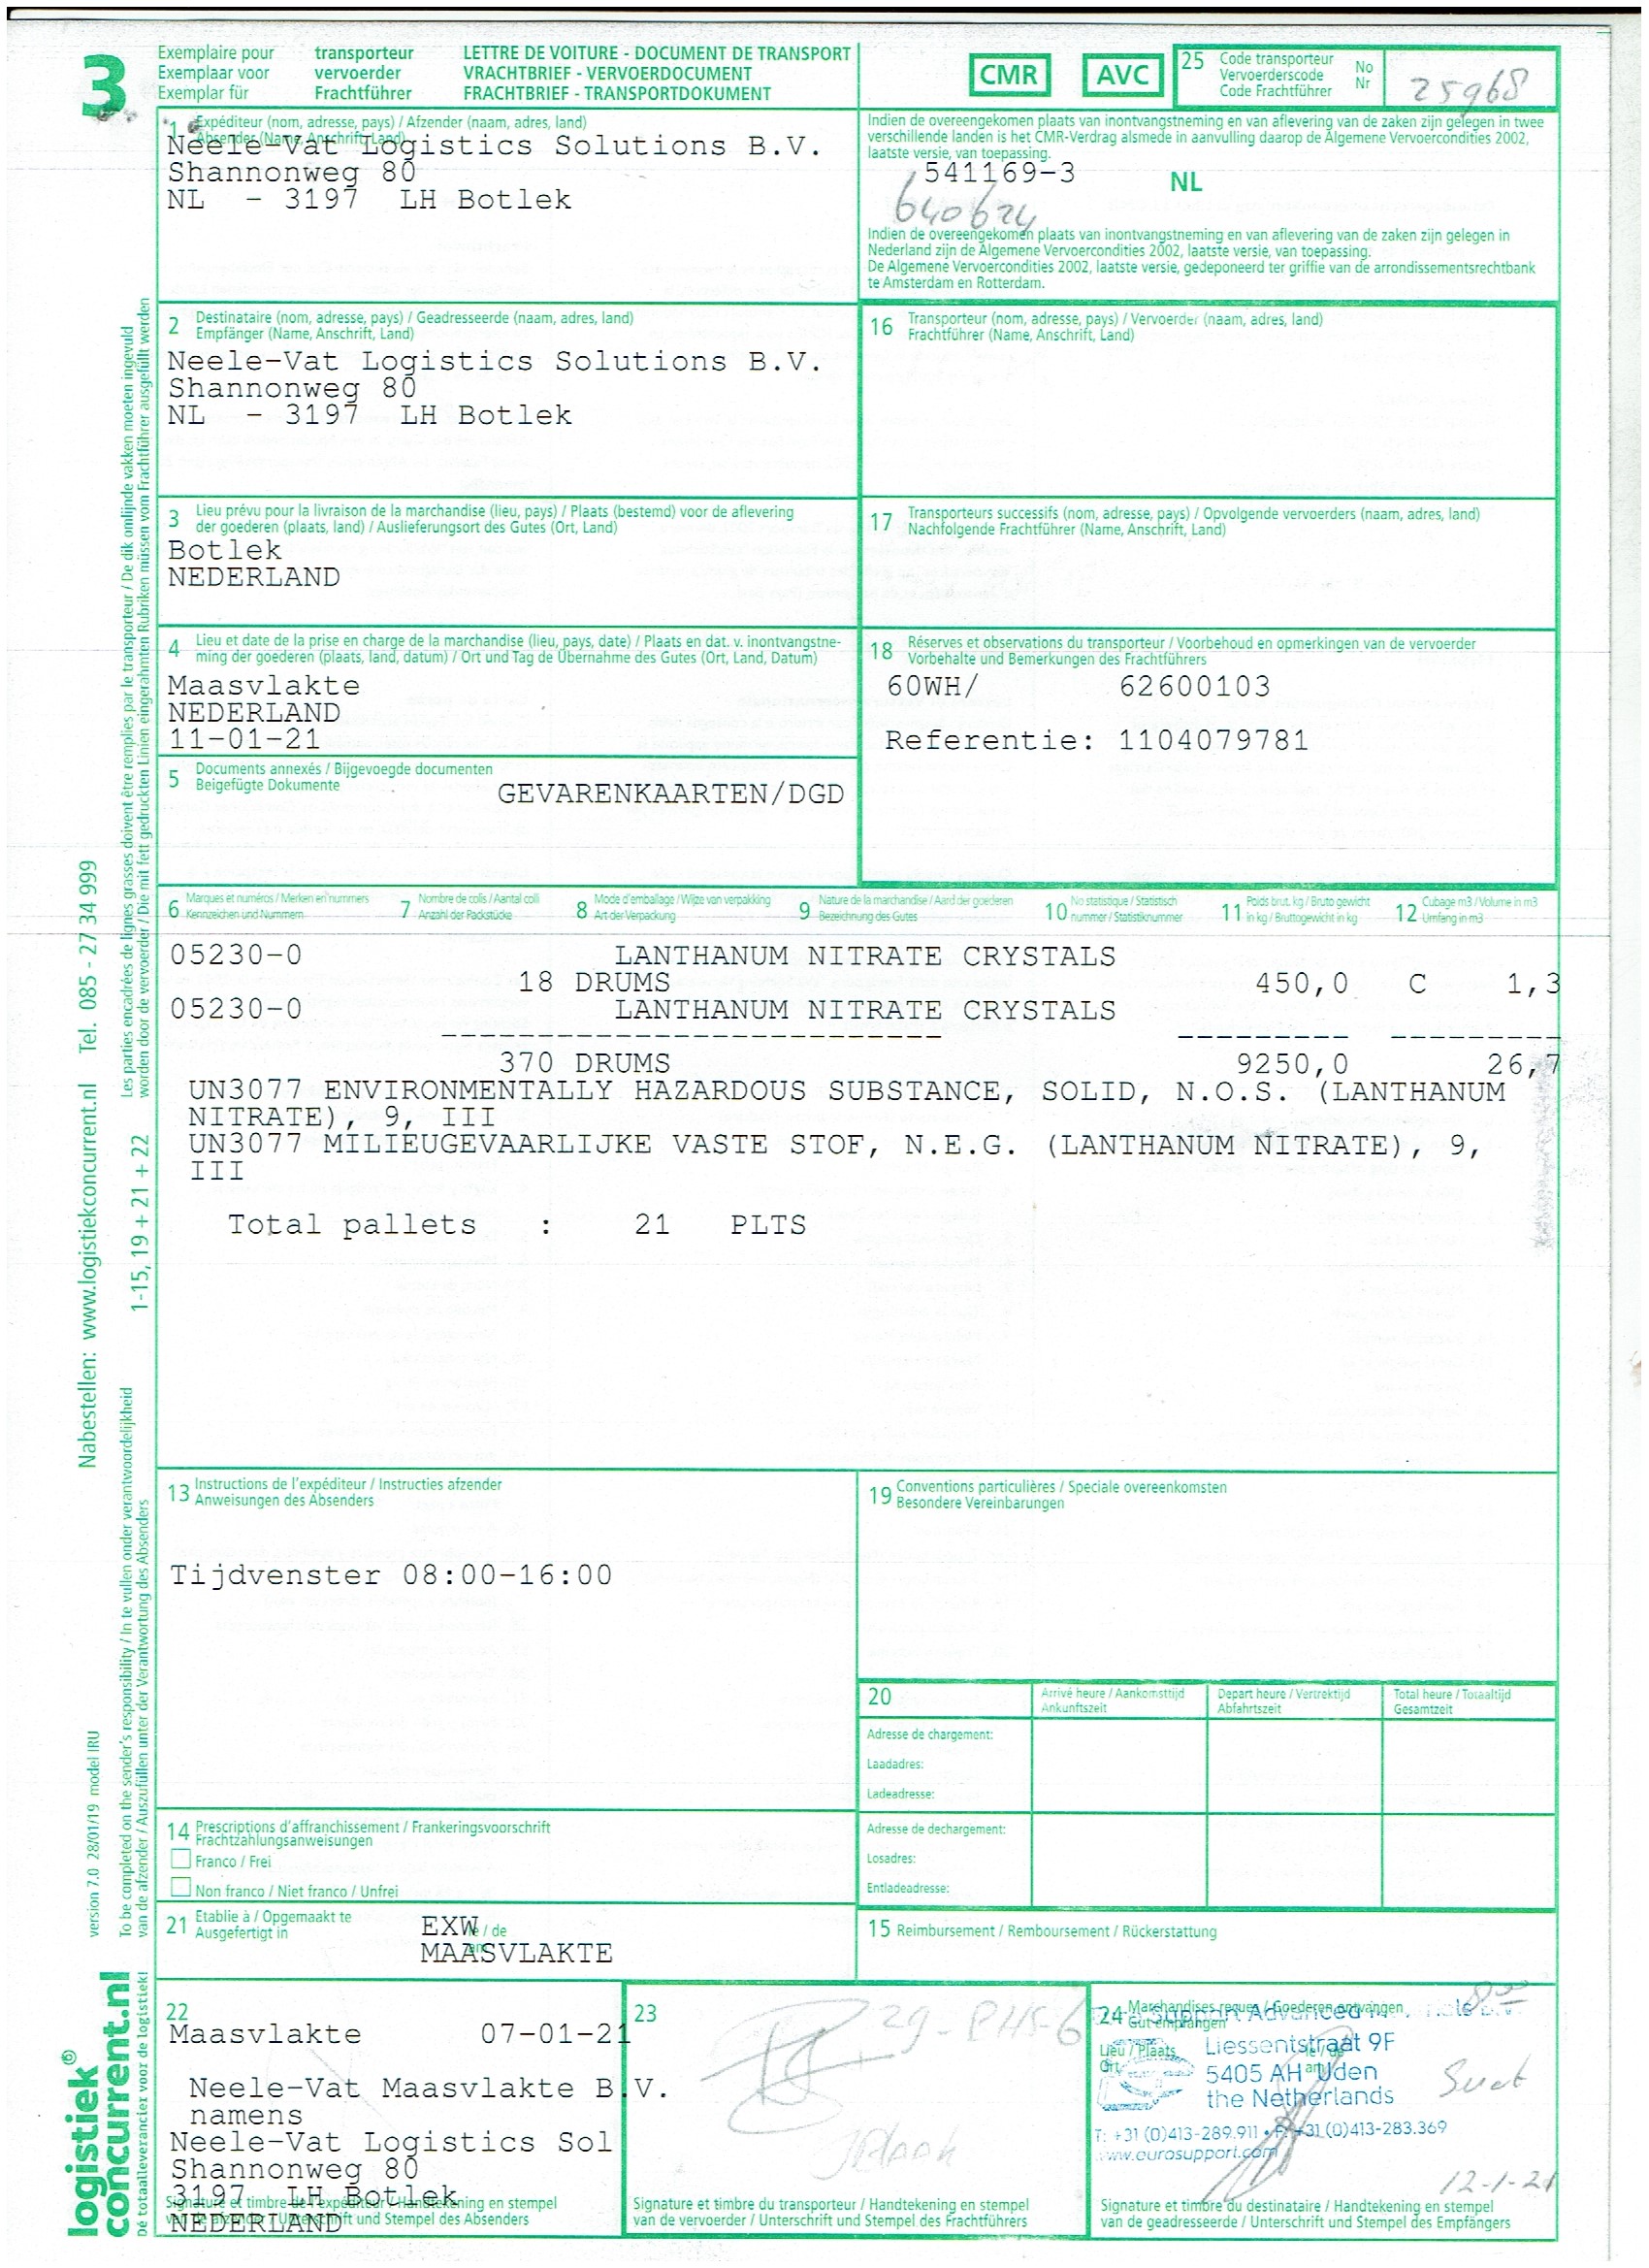 3
Exemplaire pour transporteur LETTRE DE VOITURE - DOCUMENT DE TRANSPORT
Exemplaar voor vervoerder VRACHTBRIEF - VERVOERDOCUMENT
Exemplar für Frachtführer FRACHTBRIEF - TRANSPORTDOKUMENT
CMR AVC
25 Code transporteur No
Vervoerderscode Nr
Code Frachtführer
25968
1 Expéditeur (nom, adresse, pays) / Afzender (naam, adres, land)
Absender (Name, Anschrift, Land)
Neele-Vat Logistics Solutions B.V.
Shannonweg 80
NL - 3197 LH Botlek
Indien de overeengekomen plaats van inontvangstneming en van aflevering van de zaken zijn gelegen in twee
verschillende landen is het CMR-Verdrag alsmede in aanvulling daarop de Algemene Vervoercondities 2002,
laatste versie, van toepassing.
541169-3
NL
640624
Indien de overeengekomen plaats van inontvangstneming en van aflevering van de zaken zijn gelegen in
Nederland zijn de Algemene Vervoercondities 2002, laatste versie, van toepassing.
De Algemene Vervoercondities 2002, laatste versie, gedeponeerd ter griffie van de arrondissementsrechtbank
te Amsterdam en Rotterdam.
2 Destinataire (nom, adresse, pays) / Geadresseerde (naam, adres, land)
Empfänger (Name, Anschrift, Land)
Neele-Vat Logistics Solutions B.V.
Shannonweg 80
NL - 3197 LH Botlek
16 Transporteur (nom, adresse, pays) / Vervoerder (naam, adres, land)
Frachtführer (Name, Anschrift, Land)
3 Lieu prévu pour la livraison de la marchandise (lieu, pays) / Plaats (bestemd) voor de aflevering
der goederen (plaats, land) / Auslieferungsort des Gutes (Ort, Land)
Botlek
NEDERLAND
17 Transporteurs successifs (nom, adresse, pays) / Opvolgende vervoerders (naam, adres, land)
Nachfolgende Frachtführer (Name, Anschrift, Land)
4 Lieu et date de la prise en charge de la marchandise (lieu, pays, date) / Plaats en dat. v. inontvangstne-
ming der goederen (plaats, land, datum) / Ort und Tag de Übernahme des Gutes (Ort, Land, Datum)
Maasvlakte
NEDERLAND
11-01-21
18 Réserves et observations du transporteur / Voorbehoud en opmerkingen van de vervoerder
Vorbehalte und Bemerkungen des Frachtführers
60WH/ 62600103
Referentie: 1104079781
5 Documents annexés / Bijgevoegde documenten
Beigefügte Dokumente
GEVARENKAARTEN/DGD
6 Marques et numéros / Merken en nummers
Kennzeichen und Nummern
7 Nombre de colis / Aantal colli
Anzahl der Packstücke
8 Mode d'emballage / Wijze van verpakking
Art der Verpackung
9 Nature de la marchandise / Aard der goederen
Bezeichnung des Gutes
10 No statistique / Statistisch
nummer / Statistiknummer
11 Poids brut. kg / Bruto gewicht
in kg / Bruttogewicht in kg
12 Cubage m3 / Volume in m3
Umfang in m3
05230-0 LANTHANUM NITRATE CRYSTALS
18 DRUMS 450,0 C 1,3
05230-0 LANTHANUM NITRATE CRYSTALS
370 DRUMS 9250,0 26,7
UN3077 ENVIRONMENTALLY HAZARDOUS SUBSTANCE, SOLID, N.O.S. (LANTHANUM
NITRATE), 9, III
UN3077 MILIEUGEVAARLIJKE VASTE STOF, N.E.G. (LANTHANUM NITRATE), 9,
III
Total pallets : 21 PLTS
13 Instructions de l'expéditeur / Instructies afzender
Anweisungen des Absenders
Tijdvenster 08:00-16:00
19 Conventions particulières / Speciale overeenkomsten
Besondere Vereinbarungen
20
Arrivé heure / Aankomsttijd
Ankunftszeit
Depart heure / Vertrektijd
Abfahrtszeit
Total heure / Totaaltijd
Gesamtzeit
Adresse de chargement:
Laadadres:
Ladeadresse:
Adresse de dechargement:
Losadres:
Entladeadresse:
14 Prescriptions d'affranchissement / Frankeringsvoorschrift
Frachtzahlungsanweisungen
Franco / Frei
Non franco / Niet franco / Unfrei
21 Etablie à / Opgemaakt te
Ausgefertigt in
/ de
EXW
MAASVLAKTE
15 Reimbursement / Remboursement / Rückerstattung
22
Maasvlakte 07-01-21
Neele-Vat Maasvlakte B.V.
namens
Neele-Vat Logistics Sol
Shannonweg 80
3197 LH Botlek
NEDERLAND
Signature et timbre de l'expéditeur / Handtekening en stempel
van de afzender / Unterschrift und Stempel des Absenders
23
Signature et timbre du transporteur / Handtekening en stempel
van de vervoerder / Unterschrift und Stempel des Frachtführers
24 Marchandises reçues / Goederen ontvangen
Gut empfangen
Lieu / Plaats
Ort
Support Advanced
Liessentstraat 9F
5405 AH Uden
the Netherlands
T: +31 (0)413-289.911 • F: +31 (0)413-283.369
www.eurosupport.com
12-1-21
Signature et timbre du destinataire / Handtekening en stempel
van de geadresseerde / Unterschrift und Stempel des Empfängers
Les parties encadrées de lignes grasses doivent être remplies par le transporteur / De dik omlijnde vakken moeten ingevuld
worden door de vervoerder / Die mit fett gedruckten Linien eingerahmten Rubriken müssen vom Frachtführer ausgefüllt werden
Nabestellen: www.logistiekconcurrent.nl Tel. 085 - 27 34 999
1-15, 19 + 21 + 22
To be completed on the sender's responsibility / In te vullen onder verantwoordelijkheid
van de afzender / Auszufüllen unter der Verantwortung des Absenders
version 7.0 28/01/19 model IRU
logistiek®
concurrent.nl
Dé totaalleverancier voor de logistiek!